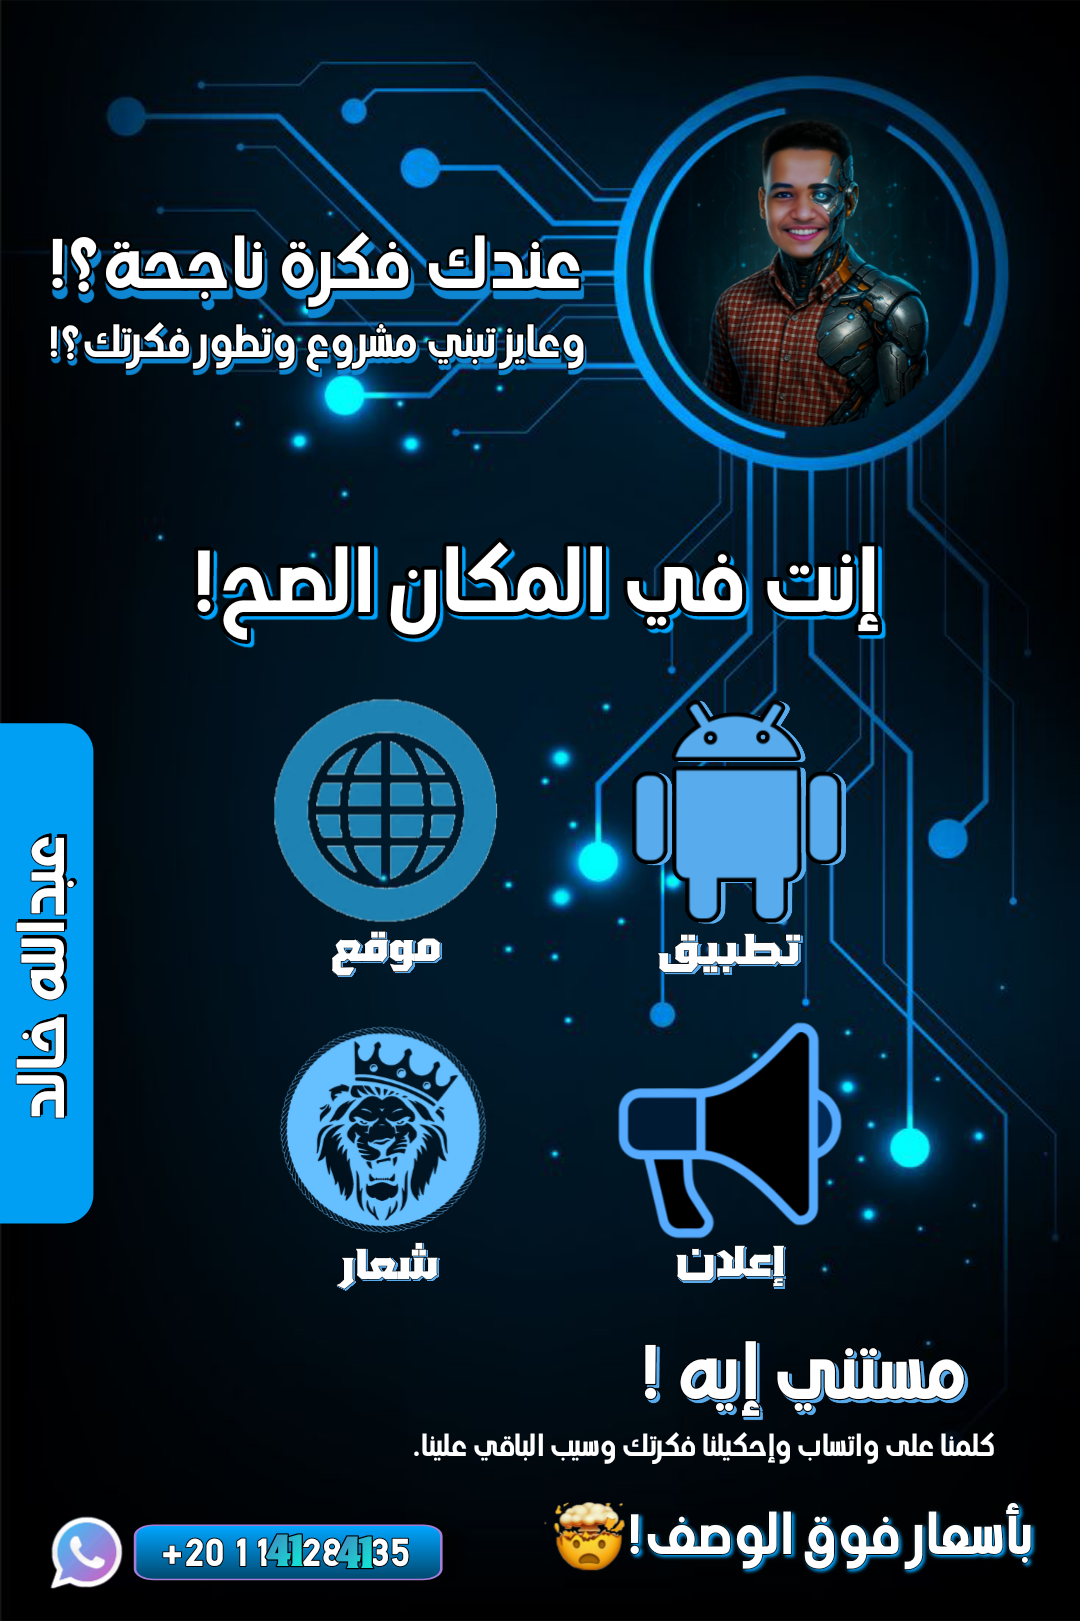 عندك فكرة ناجحة؟!
وعايز تبني مشروع وتطور فكرتك؟!
إنت في المكان الصح!
تطبيق
موقع
إعلان
شعار
عبدالله خالد
مستني إيه !
كلمنا على واتساب وإحكيلنا فكرتك وسيب الباقي علينا.
بأسعار فوق الوصف!🤯
+20 1141284135